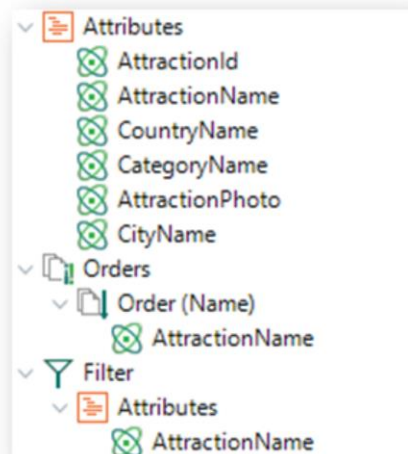 Attributes
AttractionId
AttractionName
CountryName
CategoryName
AttractionPhoto
CityName
Orders
Order (Name)
AttractionName
Filter
Attributes
AttractionName